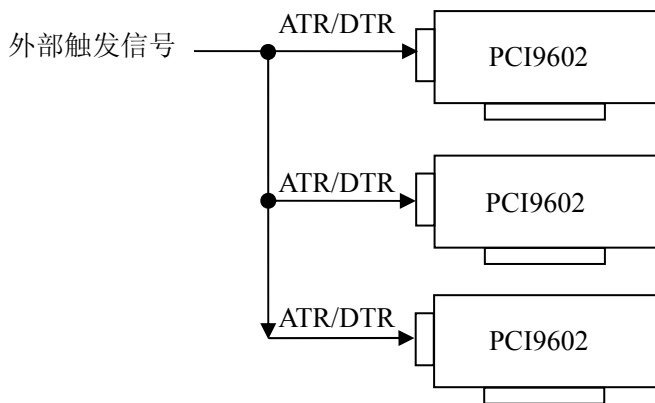 外部触发信号
ATR/DTR
PCI9602
ATR/DTR
PCI9602
ATR/DTR
PCI9602